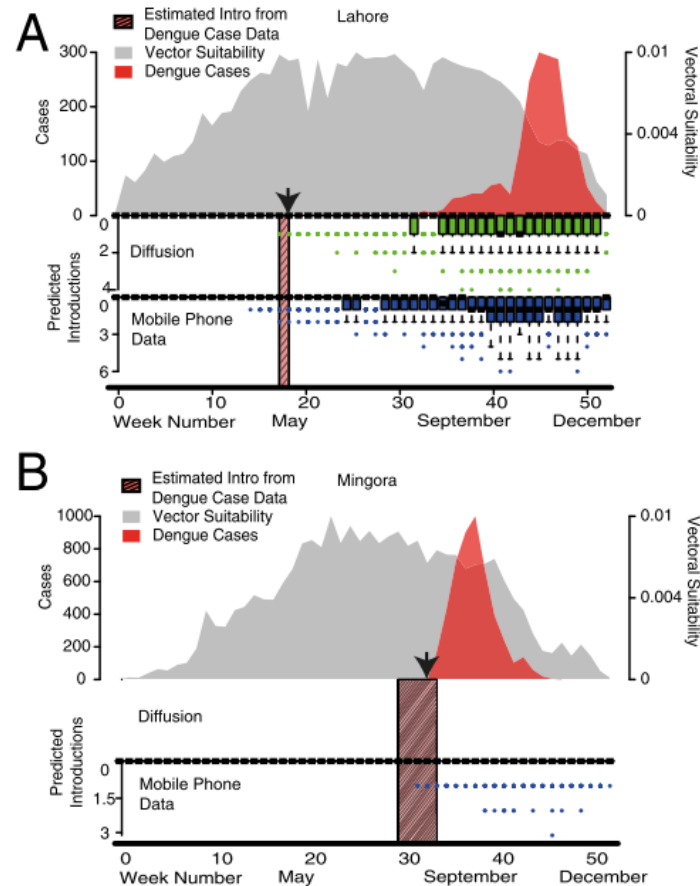 A
Estimated Intro from
Dengue Case Data
Vector Suitability
Dengue Cases
Lahore
300
200
100
0
Cases
0.01
0.004
0
Vectoral Suitability
0
2
4
Diffusion
Predicted
Introductions
0
3
6
Mobile Phone
Data
0 20 30 40 50
Week Number May September December
B
Estimated Intro from
Dengue Case Data
Vector Suitability
Dengue Cases
Mingora
1000
800
600
400
200
0
Cases
0.01
0.004
0
Vectoral Suitability
Diffusion
Predicted
Introductions
0
1.5
3
Mobile Phone
Data
0 10 20 30 40 50
Week Number May September December